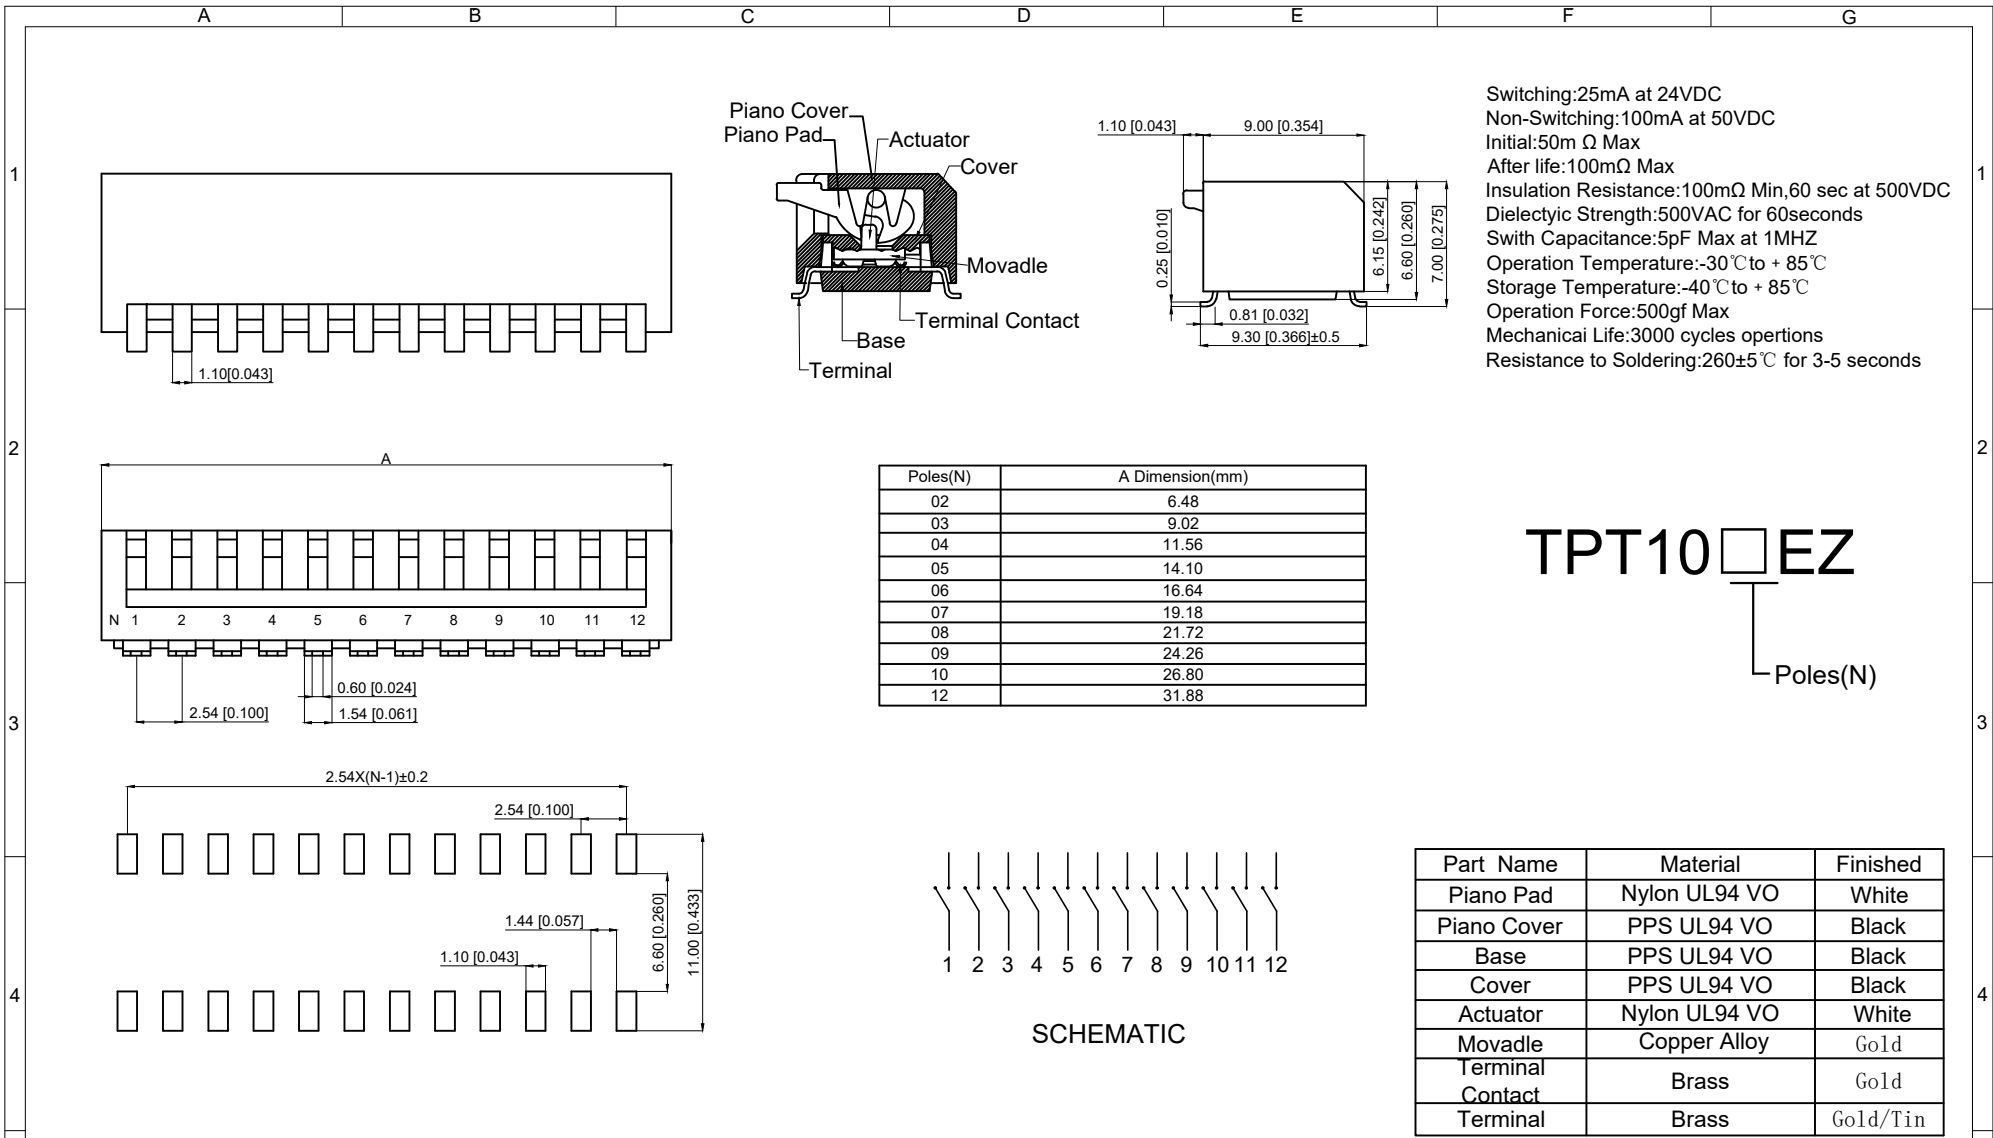 A B C D E F G
1
2
3
4
1
2
3
4
1.10[0.043]
Piano Cover
Piano Pad
Actuator
Cover
Movadle
Terminal Contact
Base
Terminal
1.10 [0.043]
9.00 [0.354]
0.25 [0.010]
6.15 [0.242]
6.60 [0.260]
7.00 [0.275]
0.81 [0.032]
9.30 [0.366]±0.5
Switching:25mA at 24VDC
Non-Switching:100mA at 50VDC
Initial:50m Ω Max
After life:100mΩ Max
Insulation Resistance:100mΩ Min,60 sec at 500VDC
Dielectyic Strength:500VAC for 60seconds
Swith Capacitance:5pF Max at 1MHZ
Operation Temperature:-30℃to + 85℃
Storage Temperature:-40℃to + 85℃
Operation Force:500gf Max
Mechanical Life:3000 cycles opertions
Resistance to Soldering:260±5℃ for 3-5 seconds
A
N 1 2 3 4 5 6 7 8 9 10 11 12
0.60 [0.024]
2.54 [0.100]
1.54 [0.061]
Poles(N) A Dimension(mm)
02 6.48
03 9.02
04 11.56
05 14.10
06 16.64
07 19.18
08 21.72
09 24.26
10 26.80
12 31.88
TPT10□EZ
Poles(N)
2.54X(N-1)±0.2
2.54 [0.100]
1.44 [0.057]
1.10 [0.043]
6.60 [0.260]
11.00 [0.433]
1 2 3 4 5 6 7 8 9 10 11 12
SCHEMATIC
Part Name Material Finished
Piano Pad Nylon UL94 VO White
Piano Cover PPS UL94 VO Black
Base PPS UL94 VO Black
Cover PPS UL94 VO Black
Actuator Nylon UL94 VO White
Movadle Copper Alloy Gold
Terminal
Contact Brass Gold
Terminal Brass Gold/Tin